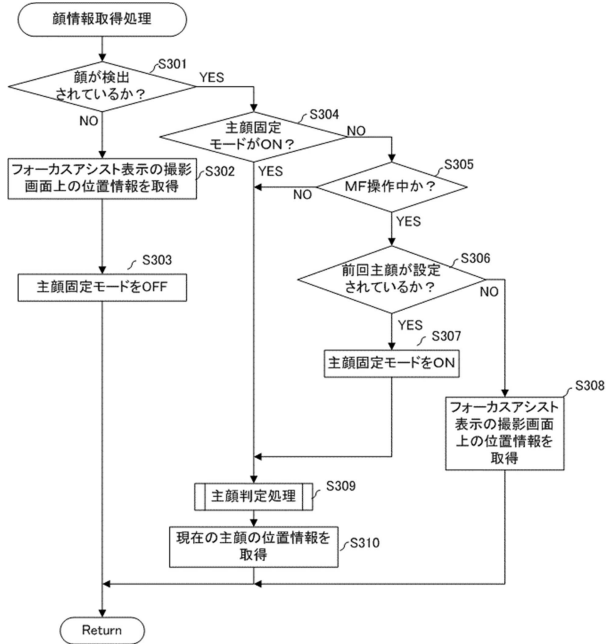 顔情報取得処理
S301
顔が検出
されているか？
YES
NO
S304
主顔固定
モードがON？
NO
YES
フォーカスアシスト表示の撮影
画面上の位置情報を取得
S302
S305
MF操作中か？
NO
YES
S303
主顔固定モードをOFF
S306
前回主顔が設定
されているか？
NO
YES
S307
主顔固定モードをON
S308
フォーカスアシスト
表示の撮影画面
上の位置情報を
取得
主顔判定処理
S309
現在の主顔の位置情報を
取得
S310
Return